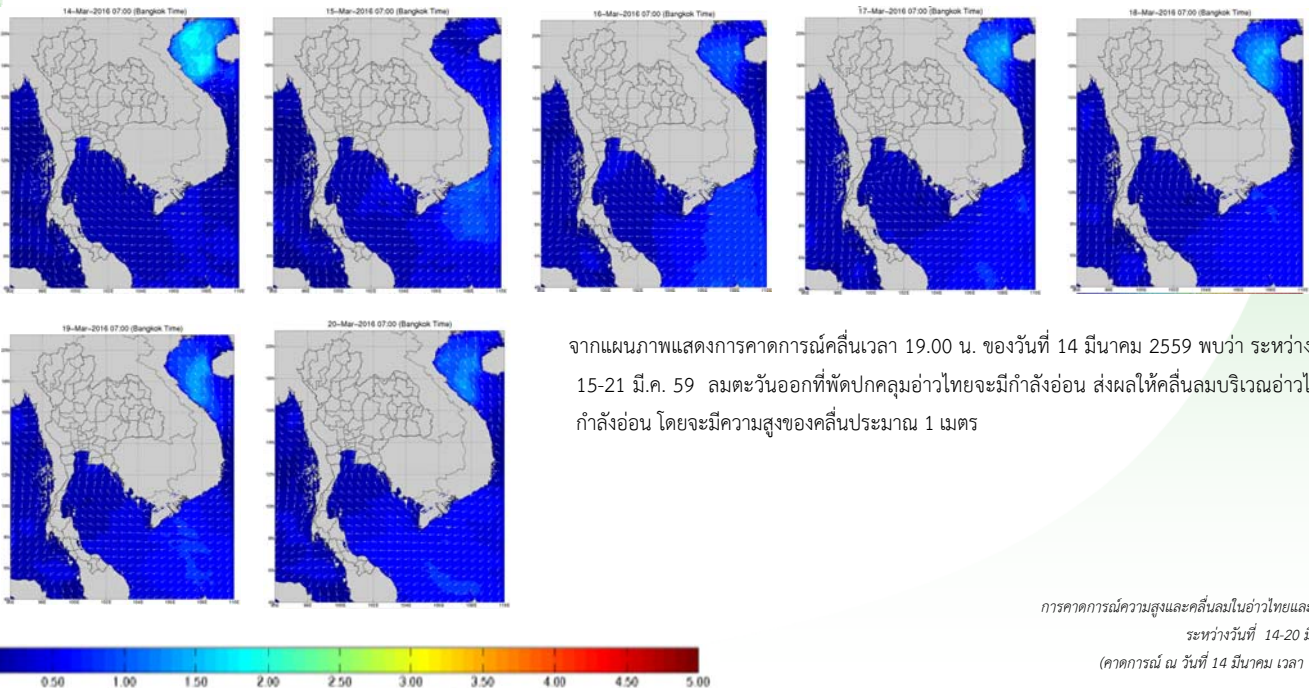 14-Mar-2016 07:00 (Bangkok Time)
15-Mar-2016 07:00 (Bangkok Time)
16-Mar-2016 07:00 (Bangkok Time)
17-Mar-2016 07:00 (Bangkok Time)
18-Mar-2016 07:00 (Bangkok Time)
19-Mar-2016 07:00 (Bangkok Time)
20-Mar-2016 07:00 (Bangkok Time)
จากแผนภาพแสดงการคาดการณ์คลื่นเวลา 19.00 น. ของวันที่ 14 มีนาคม 2559 พบว่า ระหว่าง
15-21 มี.ค. 59 ลมตะวันออกที่พัดปกคลุมอ่าวไทยจะมีกำลังอ่อน ส่งผลให้คลื่นลมบริเวณอ่าวไ
กำลังอ่อน โดยจะมีความสูงของคลื่นประมาณ 1 เมตร
การคาดการณ์ความสูงและคลื่นลมในอ่าวไทยและ
ระหว่างวันที่ 14-20 มี
(คาดการณ์ ณ วันที่ 14 มีนาคม เวลา
0.50 1.00 1.50 2.00 2.50 3.00 3.50 4.00 4.50 5.00